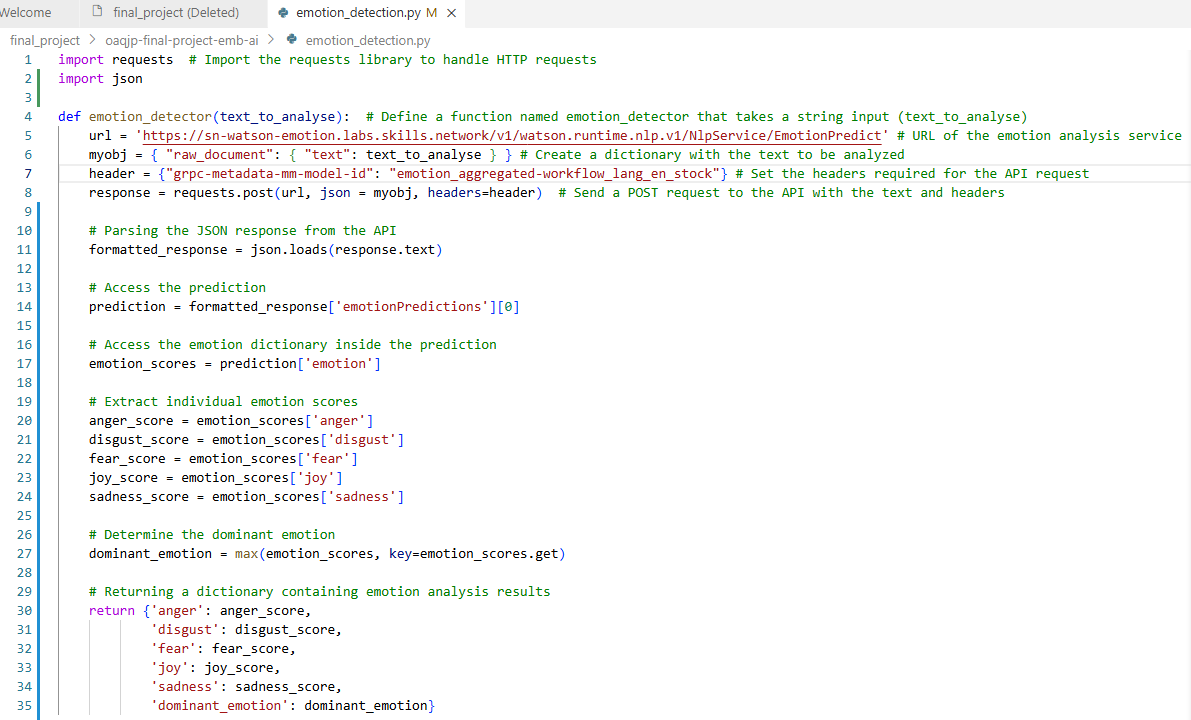 Welcome final_project (Deleted) emotion_detection.py M ×
final_project > oaqjp-final-project-emb-ai > emotion_detection.py
1 import requests  # Import the requests library to handle HTTP requests
2 import json
3
4 def emotion_detector(text_to_analyse):  # Define a function named emotion_detector that takes a string input (text_to_analyse)
5     url = 'https://sn-watson-emotion.labs.skills.network/v1/watson.runtime.nlp.v1/NlpService/EmotionPredict' # URL of the emotion analysis service
6     myobj = { "raw_document": { "text": text_to_analyse } } # Create a dictionary with the text to be analyzed
7     header = {"grpc-metadata-mm-model-id": "emotion_aggregated-workflow_lang_en_stock"} # Set the headers required for the API request
8     response = requests.post(url, json = myobj, headers=header)  # Send a POST request to the API with the text and headers
9
10     # Parsing the JSON response from the API
11     formatted_response = json.loads(response.text)
12
13     # Access the prediction
14     prediction = formatted_response['emotionPredictions'][0]
15
16     # Access the emotion dictionary inside the prediction
17     emotion_scores = prediction['emotion']
18
19     # Extract individual emotion scores
20     anger_score = emotion_scores['anger']
21     disgust_score = emotion_scores['disgust']
22     fear_score = emotion_scores['fear']
23     joy_score = emotion_scores['joy']
24     sadness_score = emotion_scores['sadness']
25
26     # Determine the dominant emotion
27     dominant_emotion = max(emotion_scores, key=emotion_scores.get)
28
29     # Returning a dictionary containing emotion analysis results
30     return {'anger': anger_score,
31             'disgust': disgust_score,
32             'fear': fear_score,
33             'joy': joy_score,
34             'sadness': sadness_score,
35             'dominant_emotion': dominant_emotion}